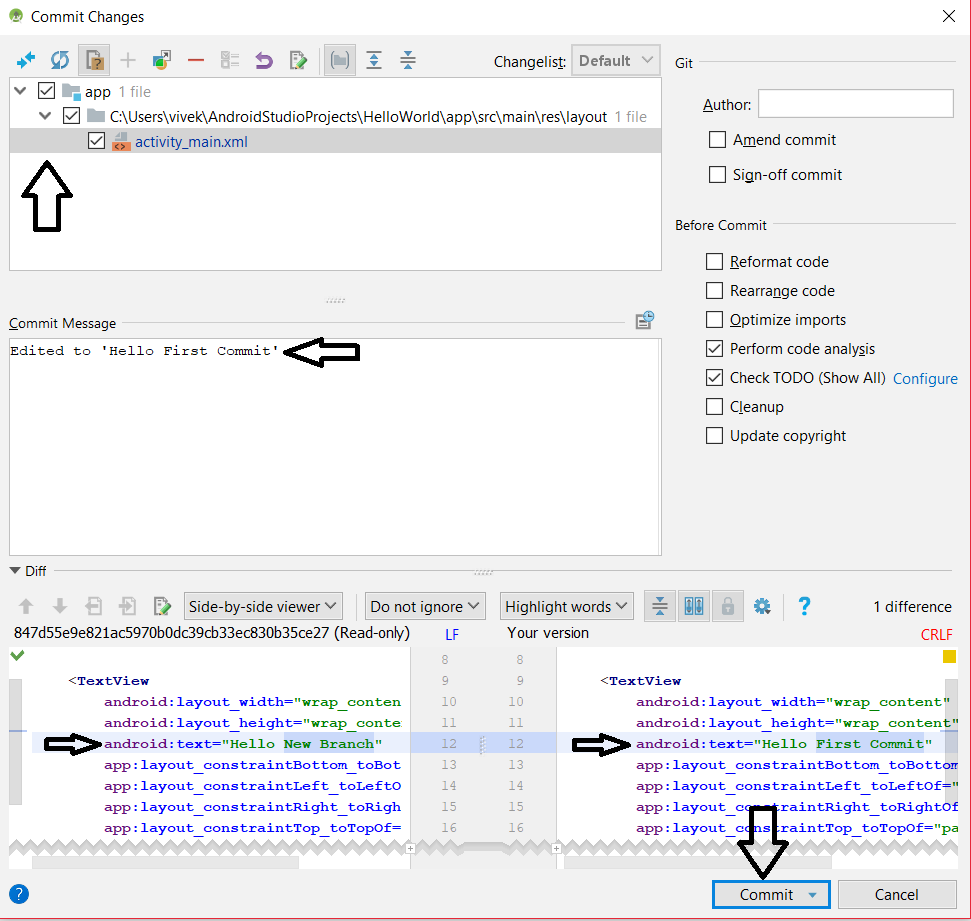 Commit Changes
Changelist: Default
app 1 file
C:\Users\vivek\AndroidStudioProjects\HelloWorld\app\src\main\res\layout 1 file
activity_main.xml
Git
Author:
Amend commit
Sign-off commit
Before Commit
Reformat code
Rearrange code
Optimize imports
Perform code analysis
Check TODO (Show All) Configure
Cleanup
Update copyright
Commit Message
Edited to 'Hello First Commit'
Diff
Side-by-side viewer Do not ignore Highlight words ? 1 difference
847d55e9e821ac5970b0dc39cb33ec830b35ce27 (Read-only) LF Your version CRLF
8 8
<TextView 9 9 <TextView
android:layout_width="wrap_conten 10 10 android:layout_width="wrap_content"
android:layout_height="wrap_conte 11 11 android:layout_height="wrap_content"
android:text="Hello New Branch" 12 12 android:text="Hello First Commit"
app:layout_constraintBottom_toBot 13 13 app:layout_constraintBottom_toBottom
app:layout_constraintLeft_toLeftO 14 14 app:layout_constraintLeft_toLeftOf="
app:layout_constraintRight_toRigh 15 15 app:layout_constraintRight_toRightOf
app:layout_constraintTop_toTopOf= 16 16 app:layout_constraintTop_toTopOf="pa
? Commit Cancel